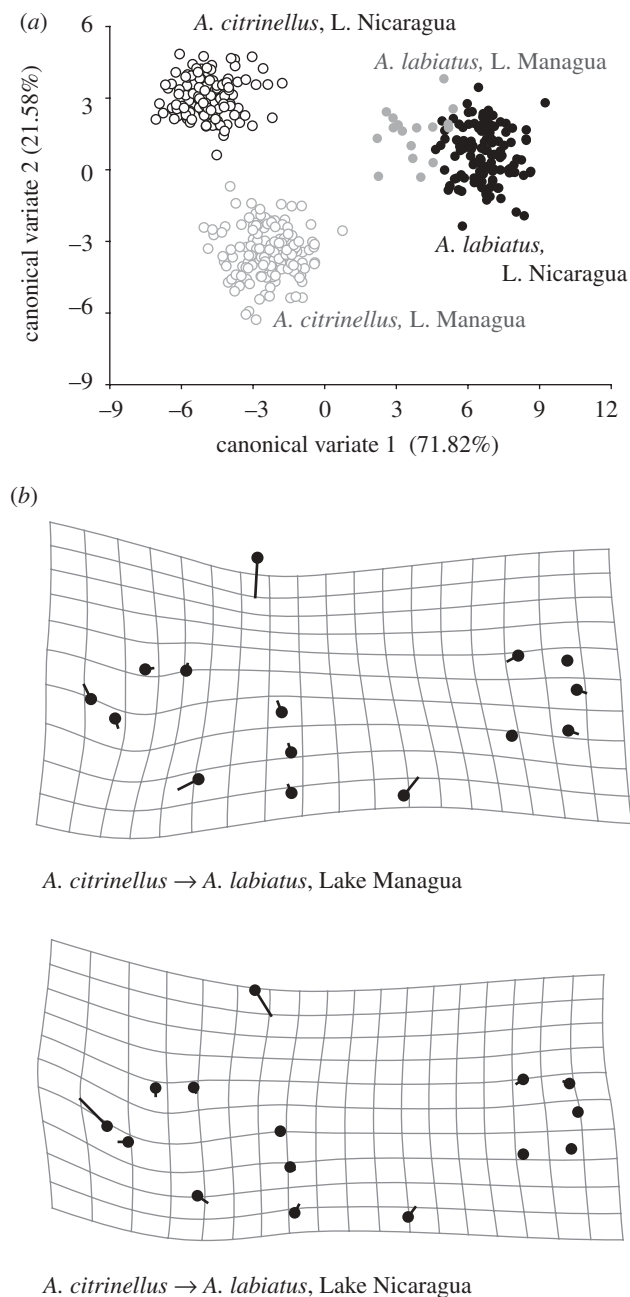 (a)
6
3
0
–3
–6
–9
canonical variate 2 (21.58%)
A. citrinellus, L. Nicaragua
A. labiatus, L. Managua
A. labiatus,
L. Nicaragua
A. citrinellus, L. Managua
–9 –6 –3 0 3 6 9 12
canonical variate 1 (71.82%)
(b)
A. citrinellus → A. labiatus, Lake Managua
A. citrinellus → A. labiatus, Lake Nicaragua